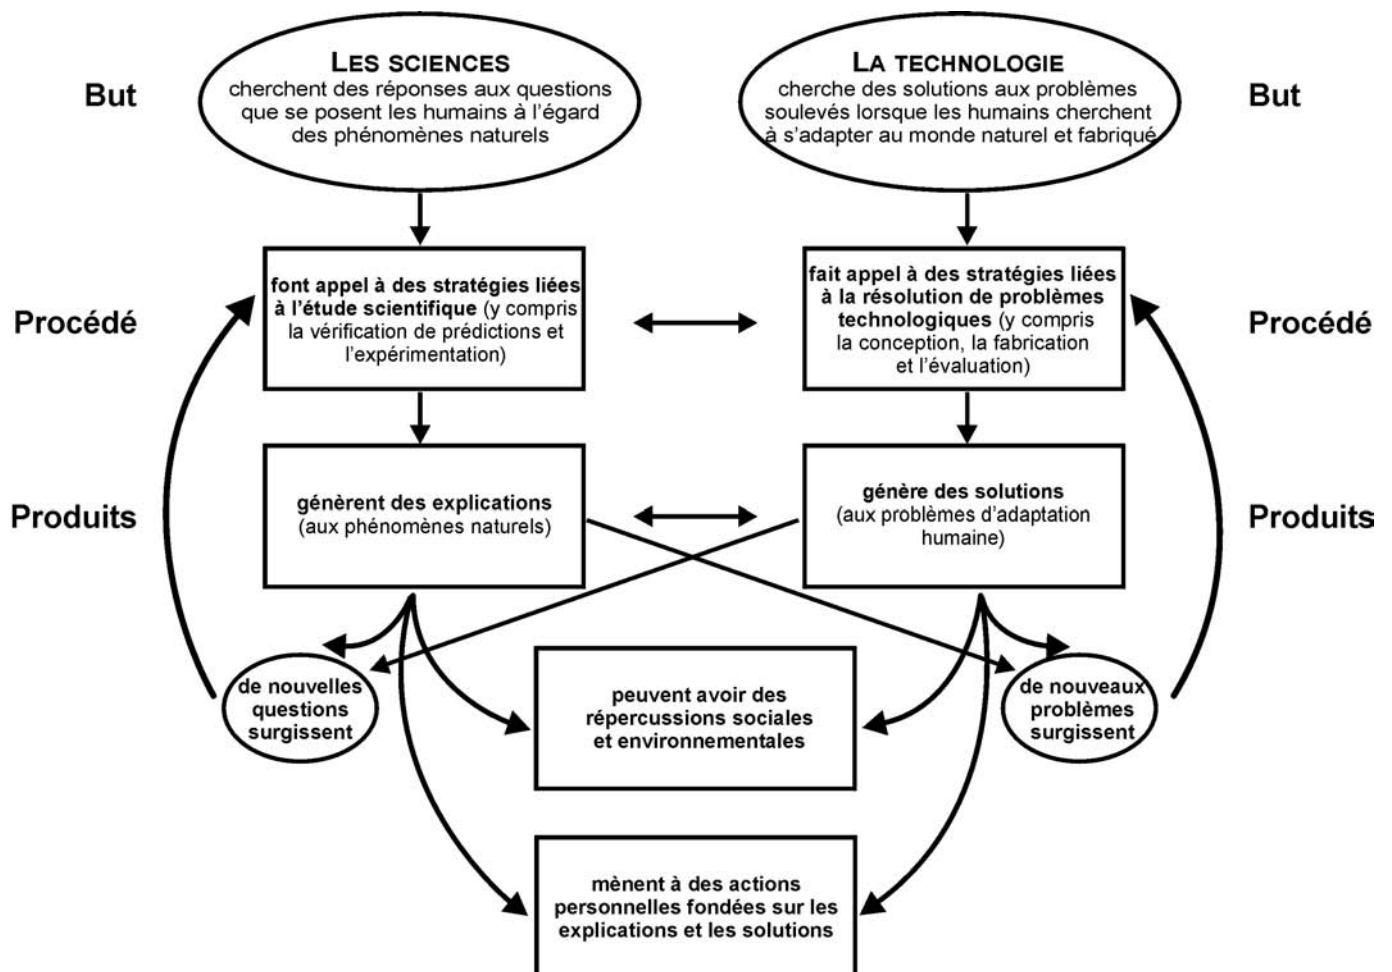 LES SCIENCES
cherchent des réponses aux questions
que se posent les humains à l'égard
des phénomènes naturels
LA TECHNOLOGIE
cherche des solutions aux problèmes
soulevés lorsque les humains cherchent
à s'adapter au monde naturel et fabriqué
But
But
font appel à des stratégies liées
à l'étude scientifique (y compris
la vérification de prédictions et
l'expérimentation)
fait appel à des stratégies liées
à la résolution de problèmes
technologiques (y compris
la conception, la fabrication
et l'évaluation)
Procédé
Procédé
génèrent des explications
(aux phénomènes naturels)
génère des solutions
(aux problèmes d'adaptation
humaine)
Produits
Produits
de nouvelles
questions
surgissent
peuvent avoir des
répercussions sociales
et environnementales
de nouveaux
problèmes
surgissent
mènent à des actions
personnelles fondées sur les
explications et les solutions